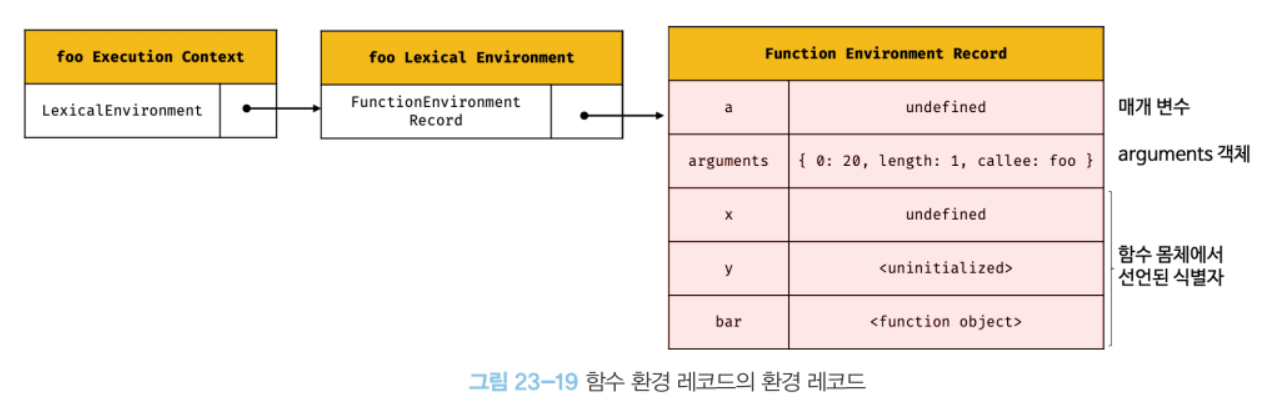 foo Execution Context
LexicalEnvironment
foo Lexical Environment
FunctionEnvironment
Record
Function Environment Record
a undefined
매개 변수
arguments { 0: 20, length: 1, callee: foo }
arguments 객체
x undefined
y <uninitialized>
bar <function object>
함수 몸체에서
선언된 식별자
그림 23-19 함수 환경 레코드의 환경 레코드